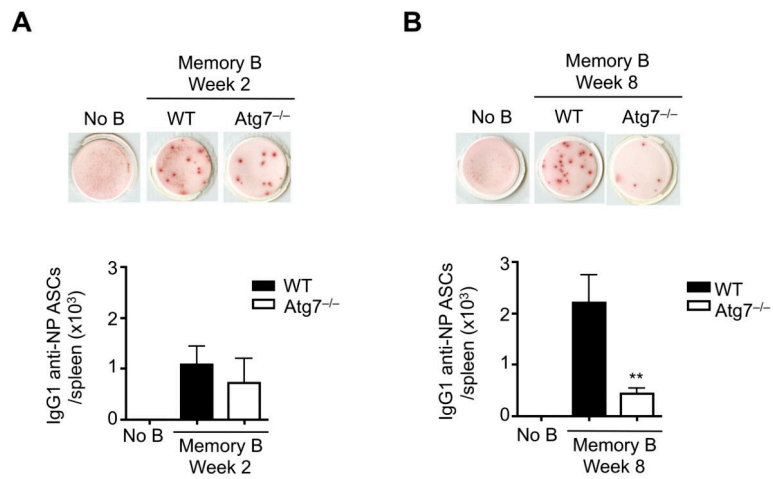 A
Memory B
Week 2
No B
WT
Atg7–/–
IgG1 anti-NP ASCs
/spleen (x10³)
3
2
1
0
WT
Atg7–/–
No B
Memory B
Week 2
B
Memory B
Week 8
No B
WT
Atg7–/–
IgG1 anti-NP ASCs
/spleen (x10³)
3
2
1
0
WT
Atg7–/–
**
No B
Memory B
Week 8